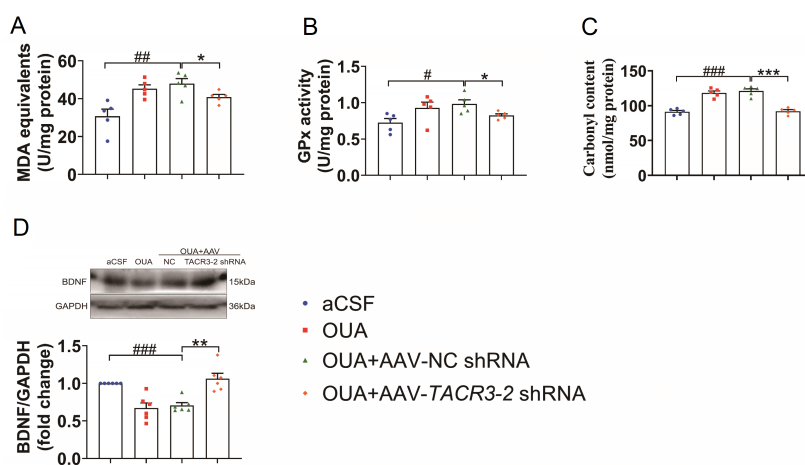 A
MDA equivalents
(U/mg protein)
60
40
20
0
##
*
B
GPx activity
(U/mg protein)
1.5
1.0
0.5
0.0
#
*
C
Carbonyl content
(nmol/mg protein)
150
100
50
0
###
***
D
OUA+AAV
aCSF OUA NC TACR3-2 shRNA
BDNF 15kDa
GAPDH 36kDa
BDNF/GAPDH
(fold change)
1.5
1.0
0.5
0.0
###
**
aCSF
OUA
OUA+AAV-NC shRNA
OUA+AAV-TACR3-2 shRNA